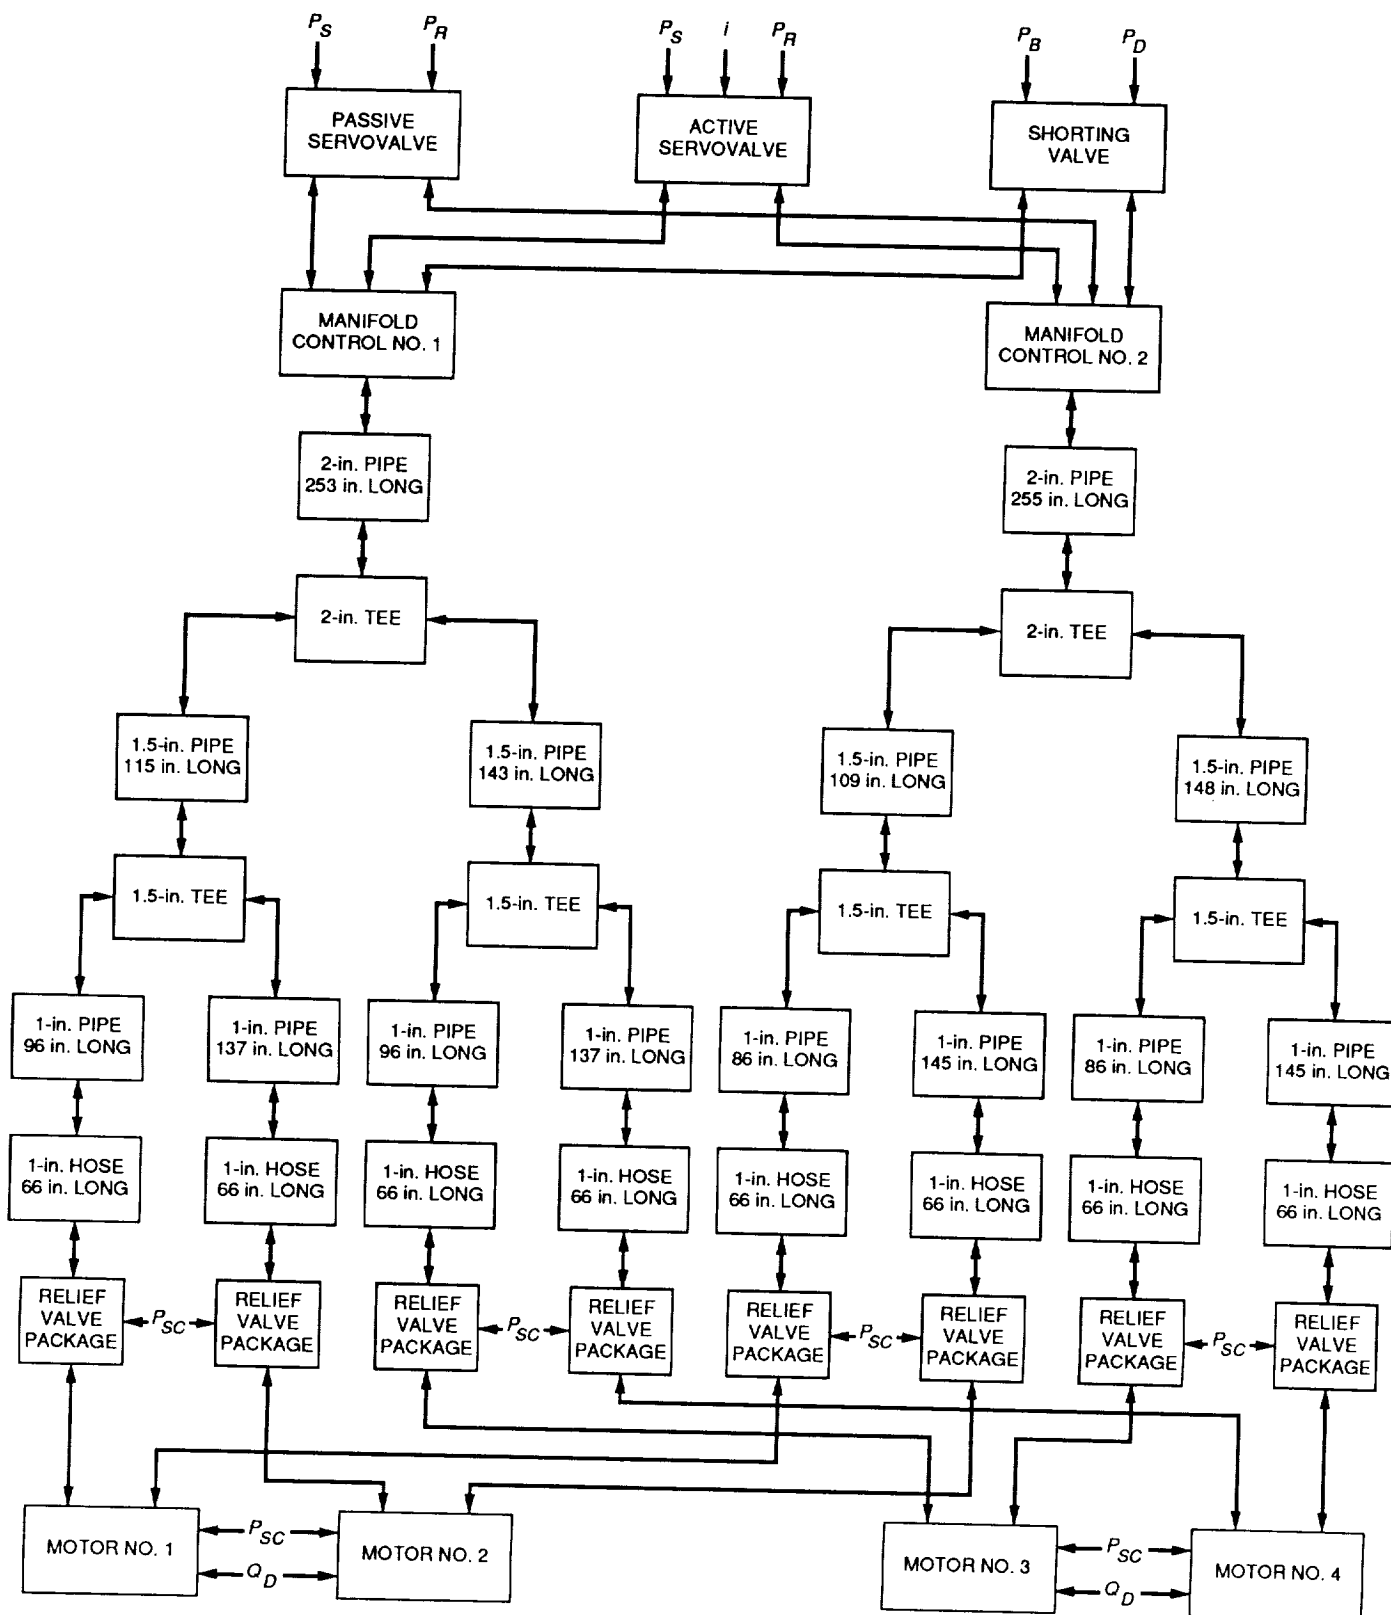 P_S
P_R
P_S
i
P_R
P_B
P_D
PASSIVE
SERVOVALVE
ACTIVE
SERVOVALVE
SHORTING
VALVE
MANIFOLD
CONTROL NO. 1
MANIFOLD
CONTROL NO. 2
2-in. PIPE
253 in. LONG
2-in. PIPE
255 in. LONG
2-in. TEE
2-in. TEE
1.5-in. PIPE
115 in. LONG
1.5-in. PIPE
143 in. LONG
1.5-in. PIPE
109 in. LONG
1.5-in. PIPE
148 in. LONG
1.5-in. TEE
1.5-in. TEE
1.5-in. TEE
1.5-in. TEE
1-in. PIPE
96 in. LONG
1-in. PIPE
137 in. LONG
1-in. PIPE
96 in. LONG
1-in. PIPE
137 in. LONG
1-in. PIPE
86 in. LONG
1-in. PIPE
145 in. LONG
1-in. PIPE
86 in. LONG
1-in. PIPE
145 in. LONG
1-in. HOSE
66 in. LONG
1-in. HOSE
66 in. LONG
1-in. HOSE
66 in. LONG
1-in. HOSE
66 in. LONG
1-in. HOSE
66 in. LONG
1-in. HOSE
66 in. LONG
1-in. HOSE
66 in. LONG
1-in. HOSE
66 in. LONG
RELIEF
VALVE
PACKAGE
P_SC
RELIEF
VALVE
PACKAGE
RELIEF
VALVE
PACKAGE
P_SC
RELIEF
VALVE
PACKAGE
RELIEF
VALVE
PACKAGE
P_SC
RELIEF
VALVE
PACKAGE
RELIEF
VALVE
PACKAGE
P_SC
RELIEF
VALVE
PACKAGE
MOTOR NO. 1
P_SC
Q_D
MOTOR NO. 2
MOTOR NO. 3
P_SC
Q_D
MOTOR NO. 4